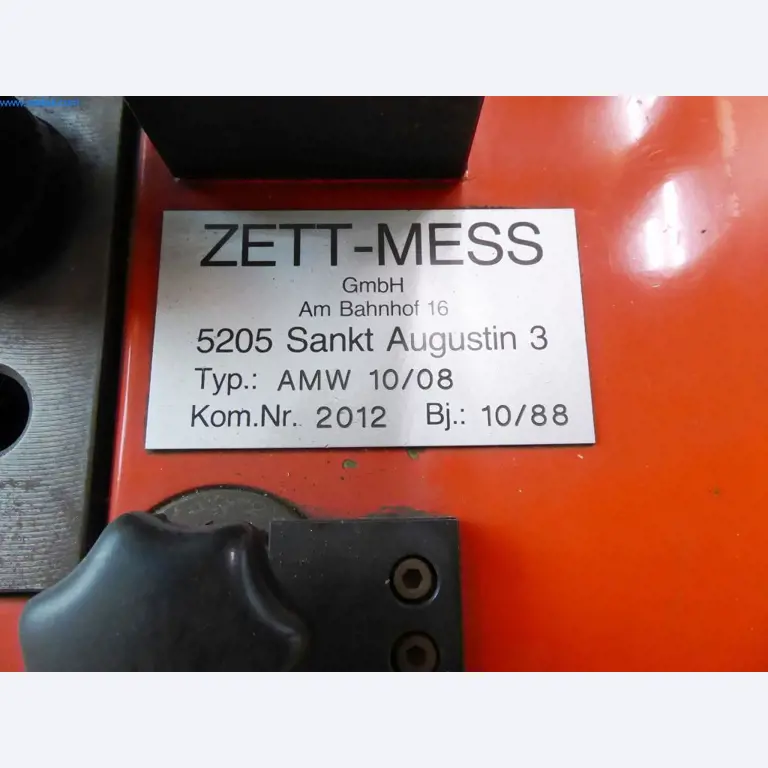 ZETT-MESS
GmbH
Am Bahnhof 16
5205 Sankt Augustin 3
Typ.: AMW 10/08
Kom.Nr. 2012 Bj.: 10/88